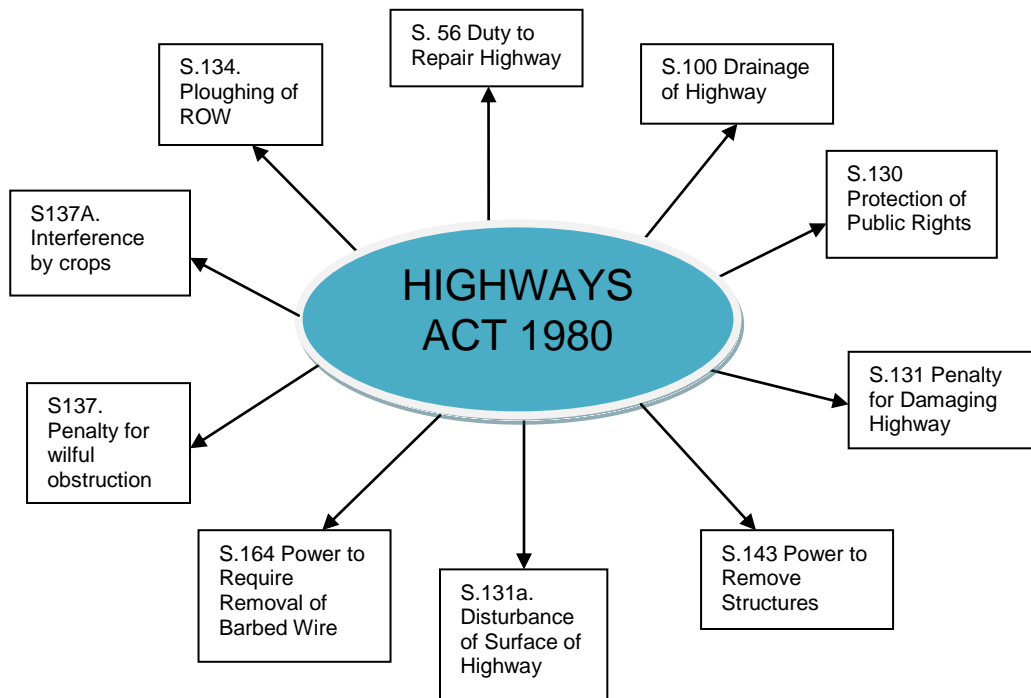 S. 56 Duty to
Repair Highway
S.134.
Ploughing of
ROW
S.100 Drainage
of Highway
S.130
Protection of
Public Rights
S137A.
Interference
by crops
HIGHWAYS
ACT 1980
S.131 Penalty
for Damaging
Highway
S137.
Penalty for
wilful
obstruction
S.164 Power to
Require
Removal of
Barbed Wire
S.131a.
Disturbance
of Surface of
Highway
S.143 Power to
Remove
Structures